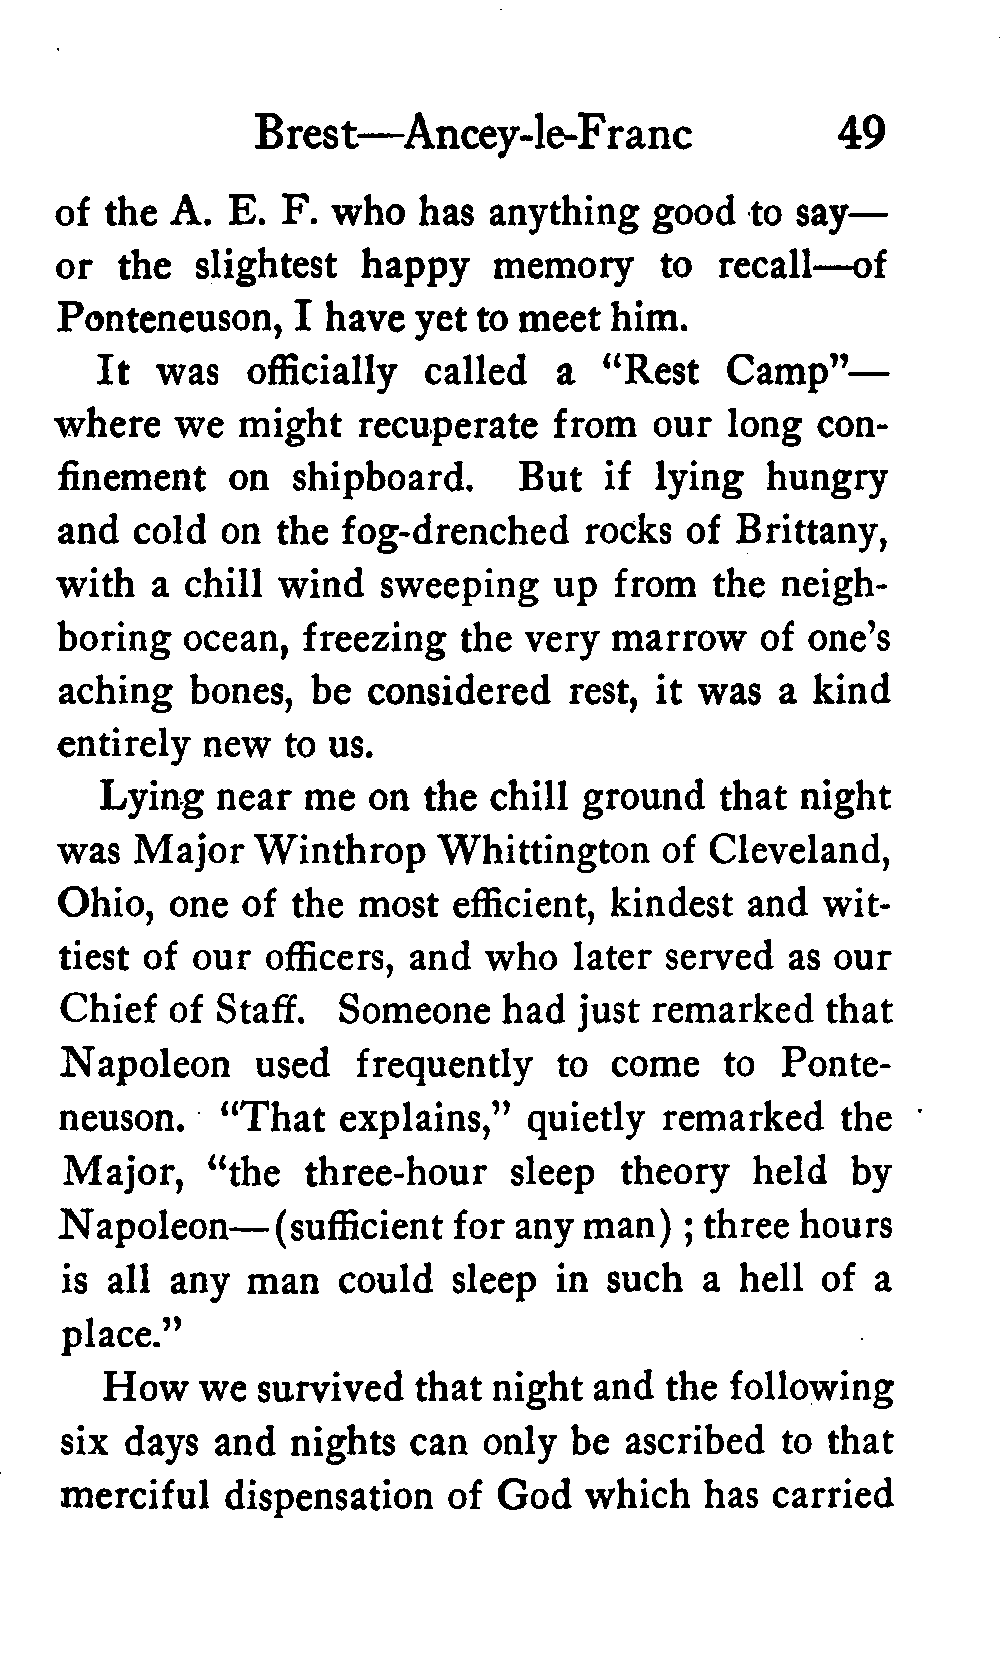 Brest—Ancey-le-Franc 49
of the A. E. F. who has anything good to say—
or the slightest happy memory to recall—of
Ponteneuson, I have yet to meet him.
It was officially called a “Rest Camp”—
where we might recuperate from our long con-
finement on shipboard. But if lying hungry
and cold on the fog-drenched rocks of Brittany,
with a chill wind sweeping up from the neigh-
boring ocean, freezing the very marrow of one’s
aching bones, be considered rest, it was a kind
entirely new to us.
Lying near me on the chill ground that night
was Major Winthrop Whittington of Cleveland,
Ohio, one of the most efficient, kindest and wit-
tiest of our officers, and who later served as our
Chief of Staff. Someone had just remarked that
Napoleon used frequently to come to Ponte-
neuson. “That explains,” quietly remarked the
Major, “the three-hour sleep theory held by
Napoleon—(sufficient for any man) ; three hours
is all any man could sleep in such a hell of a
place.”
How we survived that night and the following
six days and nights can only be ascribed to that
merciful dispensation of God which has carried